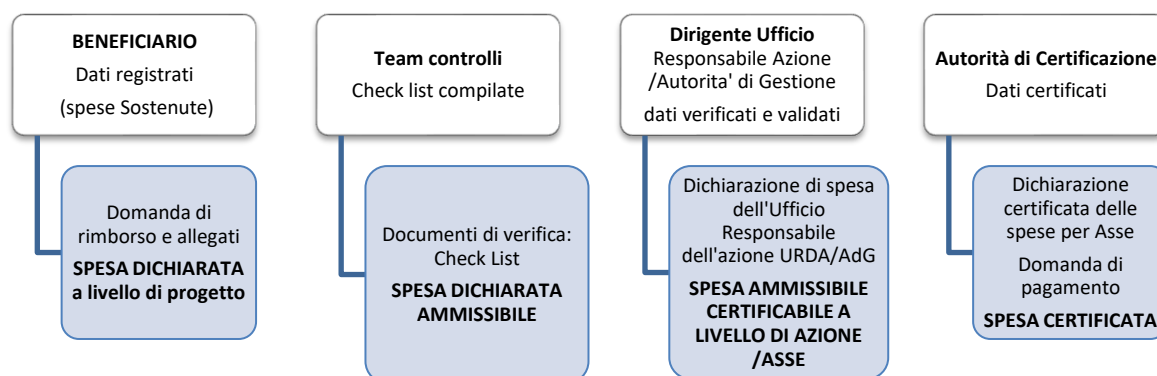 BENEFICIARIO
Dati registrati
(spese Sostenute)
Domanda di
rimborso e allegati
SPESA DICHIARATA
a livello di progetto
Team controlli
Check list compilate
Documenti di verifica:
Check List
SPESA DICHIARATA
AMMISSIBILE
Dirigente Ufficio
Responsabile Azione
/Autorita' di Gestione
dati verificati e validati
Dichiarazione di spesa
dell'Ufficio
Responsabile
dell'azione URDA/AdG
SPESA AMMISSIBILE
CERTIFICABILE A
LIVELLO DI AZIONE
/ASSE
Autorità di Certificazione
Dati certificati
Dichiarazione
certificata delle
spese per Asse
Domanda di
pagamento
SPESA CERTIFICATA